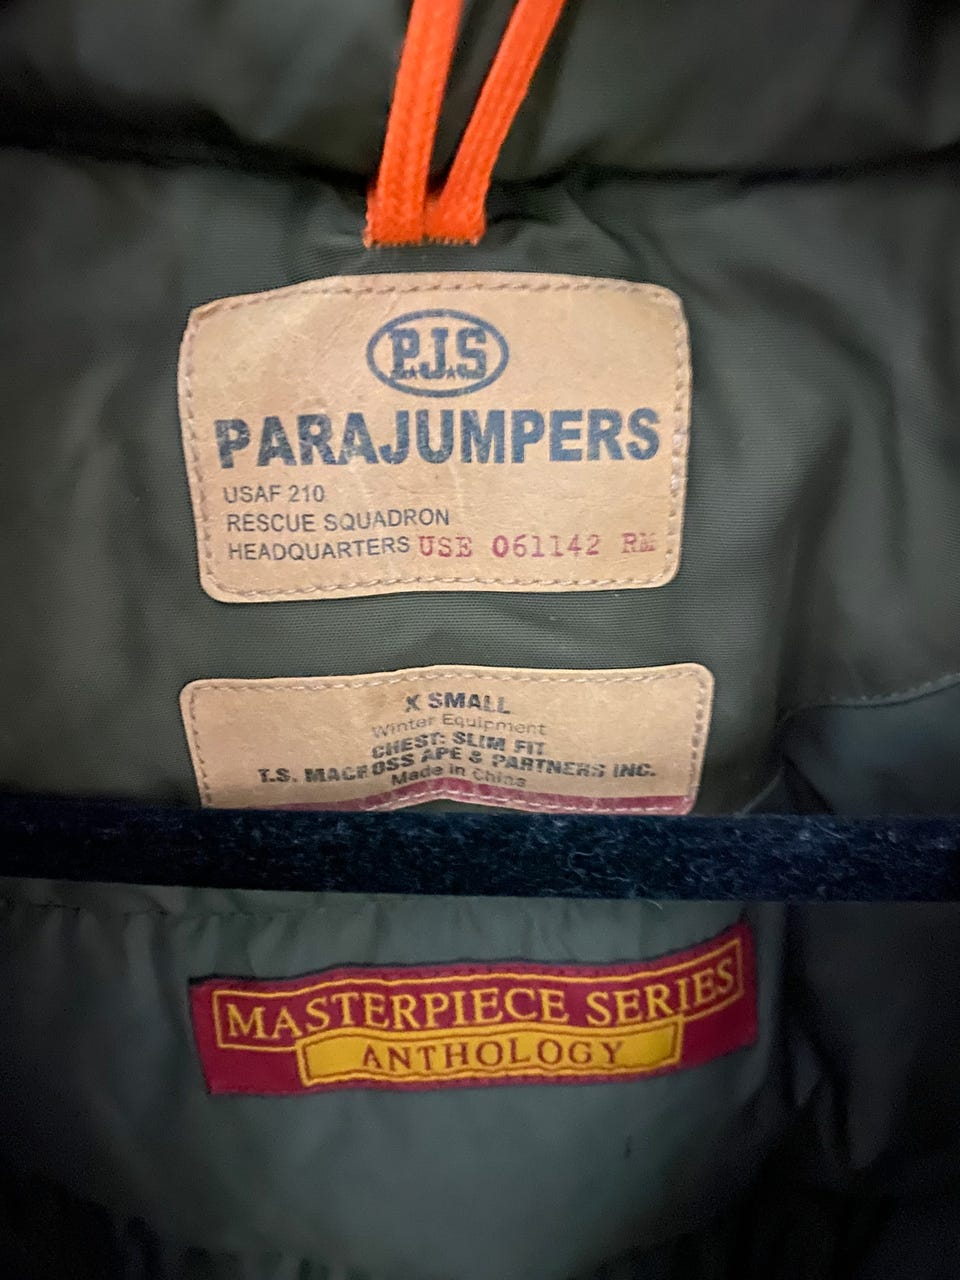 P.J.S
PARAJUMPERS
USAF 210
RESCUE SQUADRON
HEADQUARTERS USE 061142 RM
X SMALL
Winter Equipment
CHEST: SLIM FIT
T.S. MACROSS APE & PARTNERS INC.
Made in China
MASTERPIECE SERIES
ANTHOLOGY